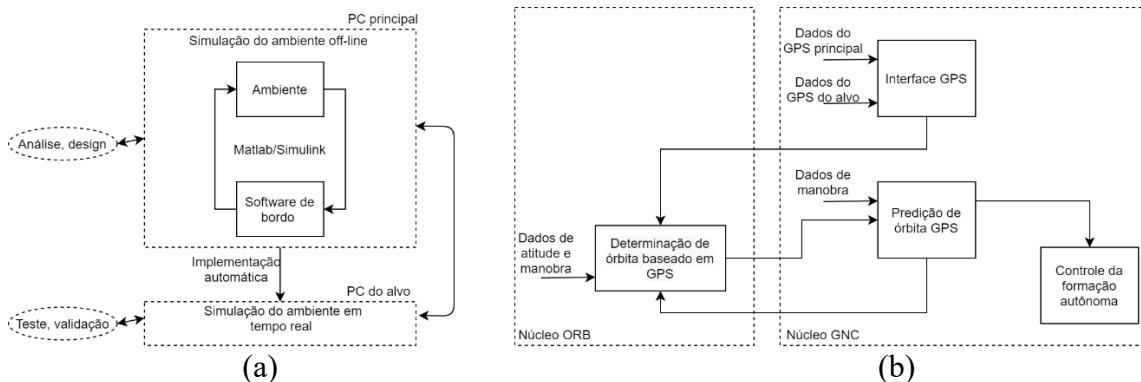 PC principal
Simulação do ambiente off-line
Ambiente
Matlab/Simulink
Software de
bordo
Análise, design
Implementação
automática
PC do alvo
Simulação do ambiente em
tempo real
Teste, validação
(a)
Dados do
GPS principal
Dados do
GPS do alvo
Interface GPS
Dados de
manobra
Predição de
órbita GPS
Dados de
atitude e
manobra
Determinação de
órbita baseado em
GPS
Controle da
formação
autônoma
Núcleo ORB
Núcleo GNC
(b)